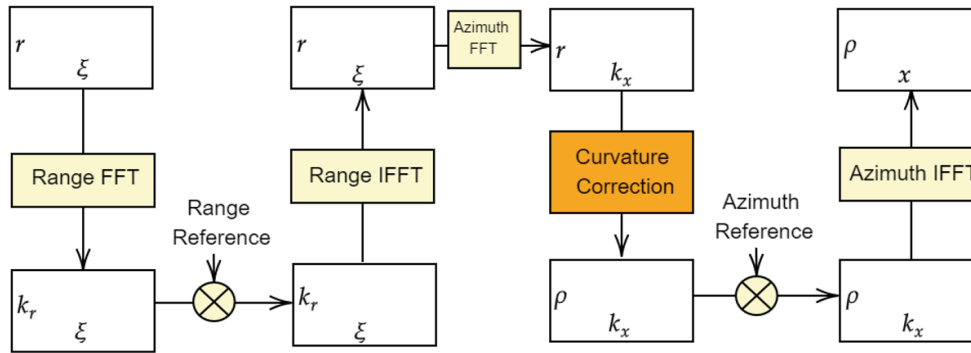 r
ξ
Range FFT
k_r
ξ
Range
Reference
k_r
ξ
Range IFFT
r
ξ
Azimuth
FFT
r
k_x
Curvature
Correction
ρ
k_x
Azimuth
Reference
ρ
k_x
Azimuth IFFT
ρ
x